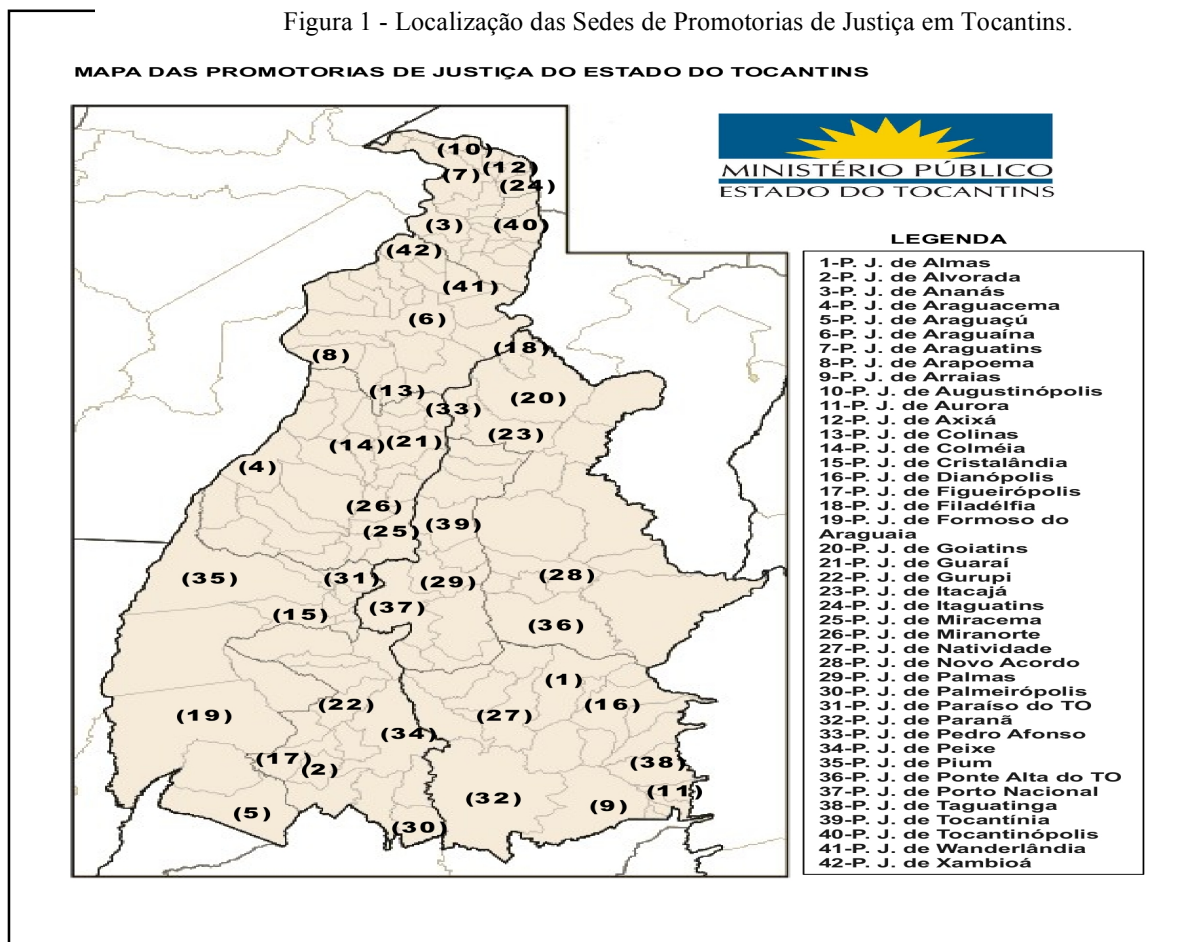 Figura 1 - Localização das Sedes de Promotorias de Justiça em Tocantins.
MAPA DAS PROMOTORIAS DE JUSTIÇA DO ESTADO DO TOCANTINS
MINISTÉRIO PÚBLICO
ESTADO DO TOCANTINS
(10)
(12)
(7)
(24)
(3)
(40)
(42)
(41)
(6)
(18)
(8)
(13)
(20)
(33)
(23)
(14)
(21)
(4)
(26)
(39)
(25)
(35)
(31)
(29)
(28)
(37)
(15)
(36)
(1)
(22)
(16)
(19)
(27)
(34)
(17)
(2)
(38)
(11)
(32)
(9)
(5)
(30)
LEGENDA
1-P. J. de Almas
2-P. J. de Alvorada
3-P. J. de Ananás
4-P. J. de Araguacema
5-P. J. de Araguaçú
6-P. J. de Araguaína
7-P. J. de Araguatins
8-P. J. de Arapoema
9-P. J. de Arraias
10-P. J. de Augustinópolis
11-P. J. de Aurora
12-P. J. de Axixá
13-P. J. de Colinas
14-P. J. de Colméia
15-P. J. de Cristalândia
16-P. J. de Dianópolis
17-P. J. de Figueirópolis
18-P. J. de Filadélfia
19-P. J. de Formoso do
Araguaia
20-P. J. de Goiatins
21-P. J. de Guaraí
22-P. J. de Gurupi
23-P. J. de Itacajá
24-P. J. de Itaguatins
25-P. J. de Miracema
26-P. J. de Miranorte
27-P. J. de Natividade
28-P. J. de Novo Acordo
29-P. J. de Palmas
30-P. J. de Palmeirópolis
31-P. J. de Paraíso do TO
32-P. J. de Paranã
33-P. J. de Pedro Afonso
34-P. J. de Peixe
35-P. J. de Pium
36-P. J. de Ponte Alta do TO
37-P. J. de Porto Nacional
38-P. J. de Taguatinga
39-P. J. de Tocantínia
40-P. J. de Tocantinópolis
41-P. J. de Wanderlândia
42-P. J. de Xambioá